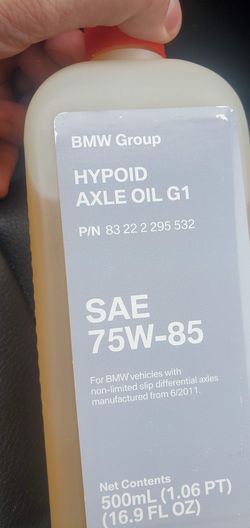 BMW Group
HYPOID
AXLE OIL G1
P/N 83 22 2 295 532
SAE
75W-85
For BMW vehicles with
non-limited slip differential axles
manufactured from 6/2011.
Net Contents
500mL (1.06 PT)
(16.9 FL OZ)